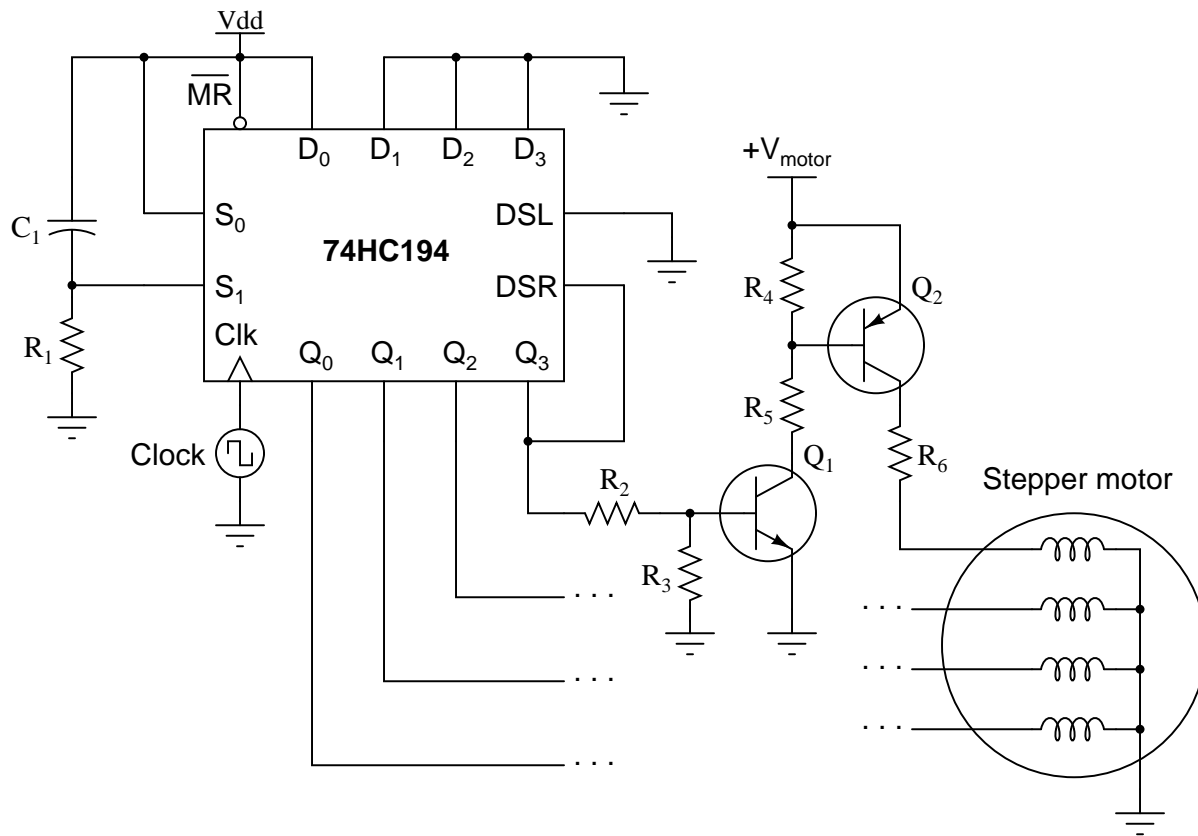 Vdd
MR
D0 D1 D2 D3
+Vmotor
C1
S0
DSL
74HC194
S1
DSR
R4
Q2
R1
Clk
Q0 Q1 Q2 Q3
R5
Clock
Q1
R6
R2
Stepper motor
R3
. . .
. . .
. . .
. . .
. . .
. . .